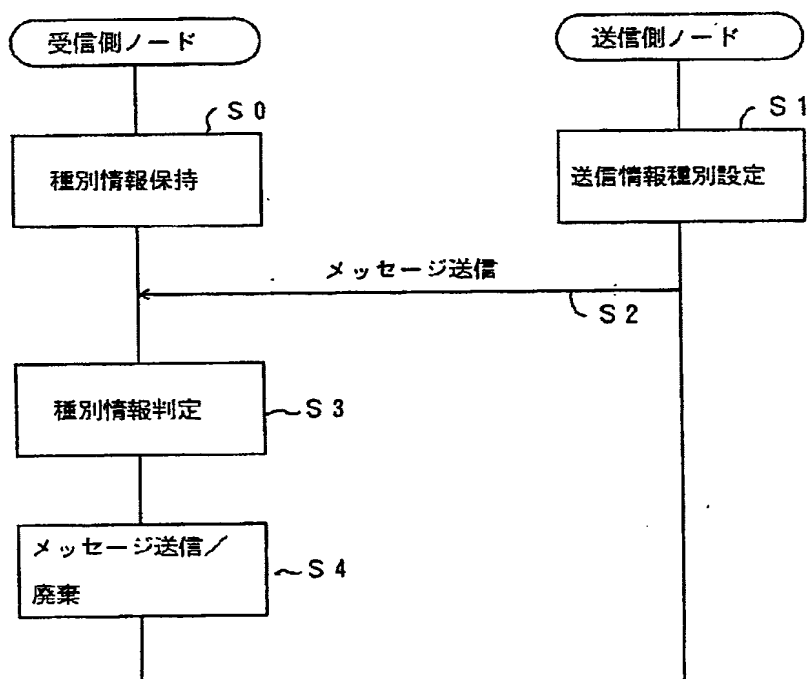 受信側ノード
送信側ノード
S0
S1
種別情報保持
送信情報種別設定
メッセージ送信
S2
種別情報判定
S3
メッセージ送信／
廃棄
S4